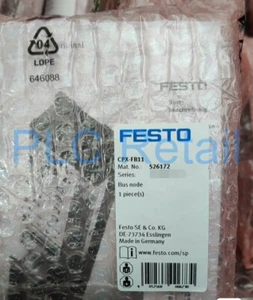 04
LDPE
646088
FESTO
FESTO
CPX-FB11
Mat. No.: 526172
Series:
Bus node
1 piece(s)
PLC Retail
Festo SE & Co. KG
DE-73734 Esslingen
Made in Germany
www.festo.com/sp